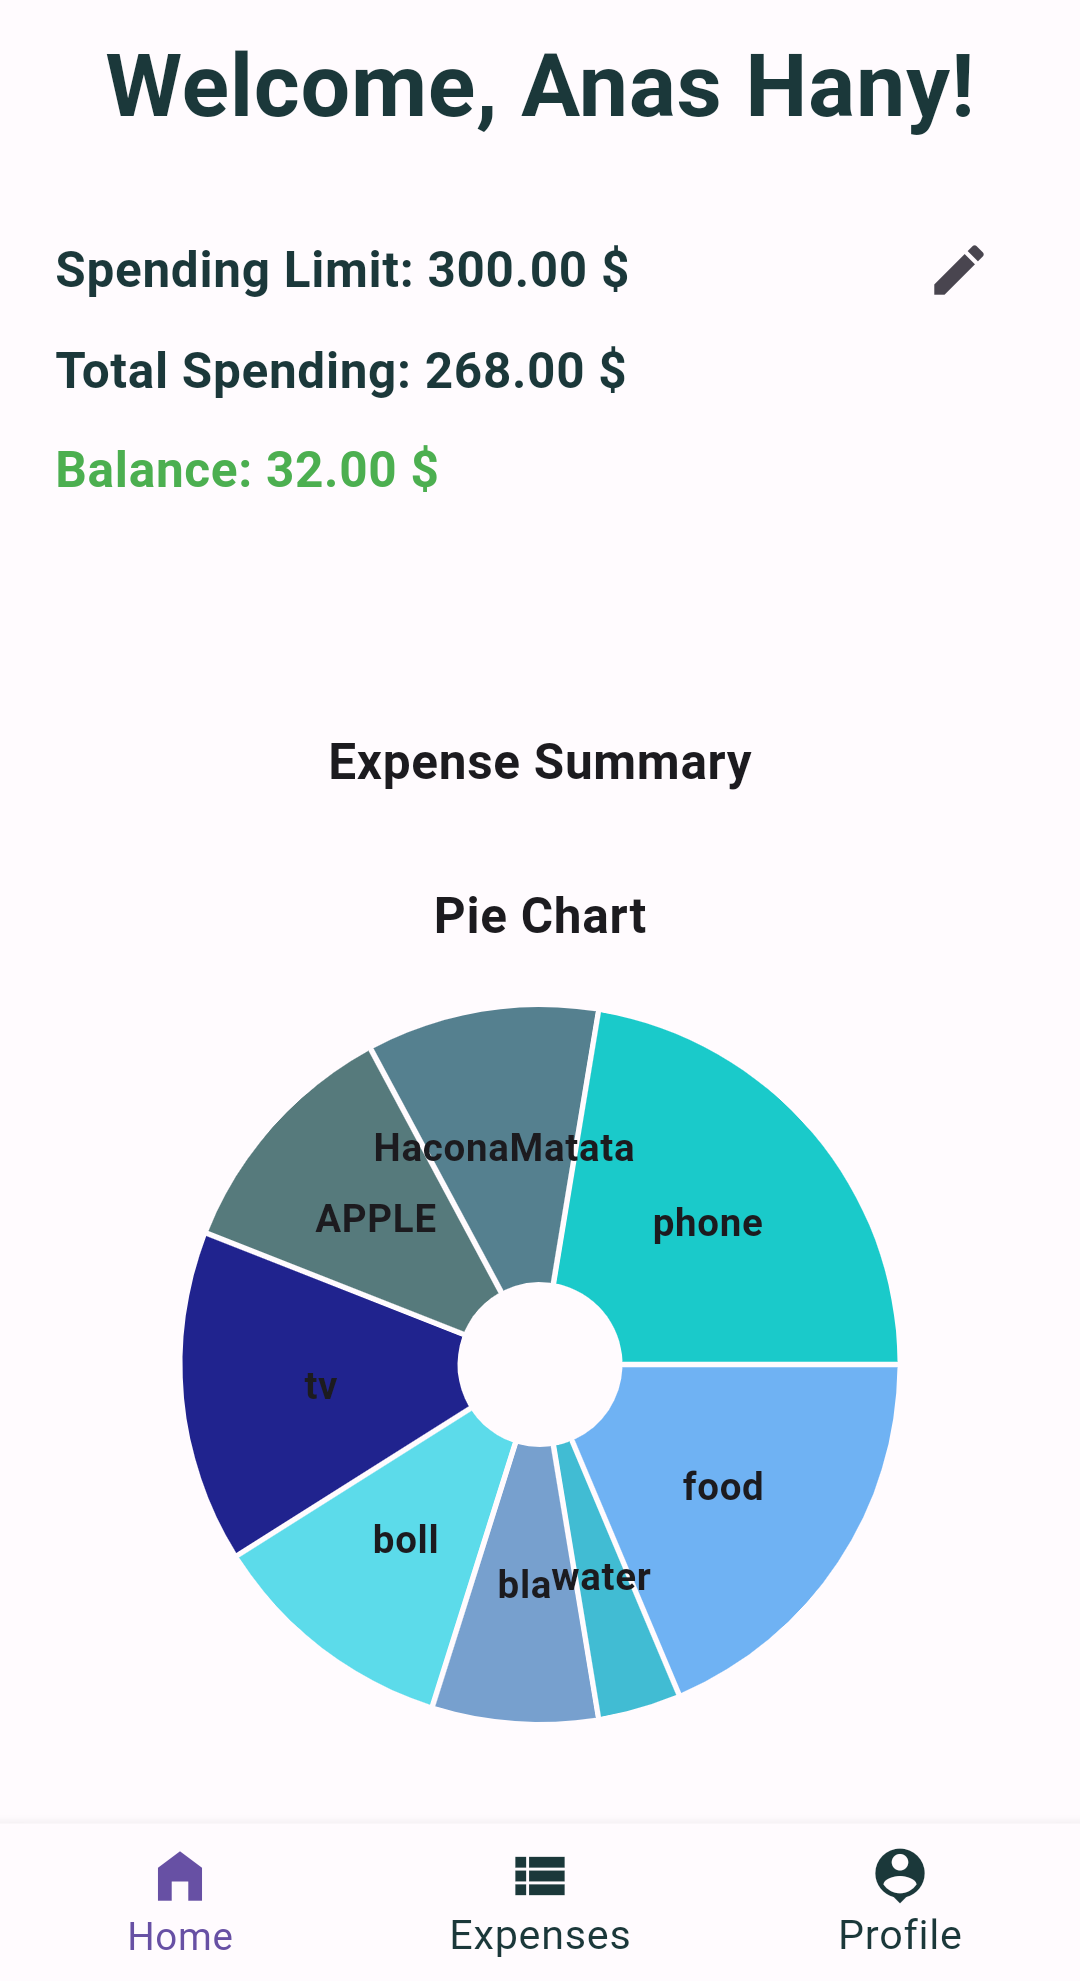 Welcome, Anas Hany!
Spending Limit: 300.00 $
Total Spending: 268.00 $
Balance: 32.00 $
Expense Summary
Pie Chart
HaconaMatata
APPLE
phone
tv
food
boll
bla
water
Home
Expenses
Profile